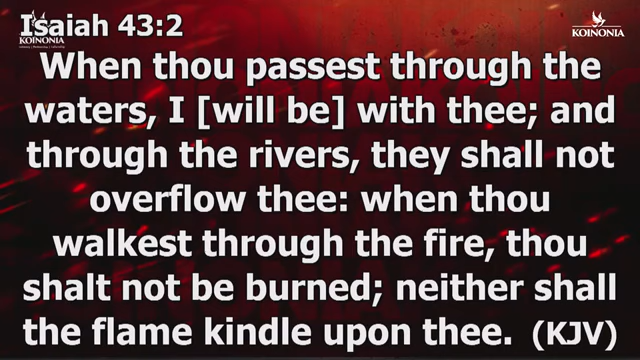 Isaiah 43:2
KOINONIA
KOINONIA
When thou passest through the
waters, I [will be] with thee; and
through the rivers, they shall not
overflow thee: when thou
walkest through the fire, thou
shalt not be burned; neither shall
the flame kindle upon thee. (KJV)